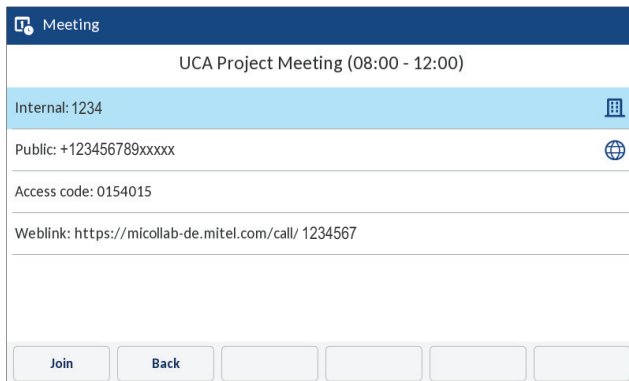 Meeting
UCA Project Meeting (08:00 - 12:00)
Internal: 1234
Public: +123456789xxxxx
Access code: 0154015
Weblink: https://micollab-de.mitel.com/call/ 1234567
Join Back